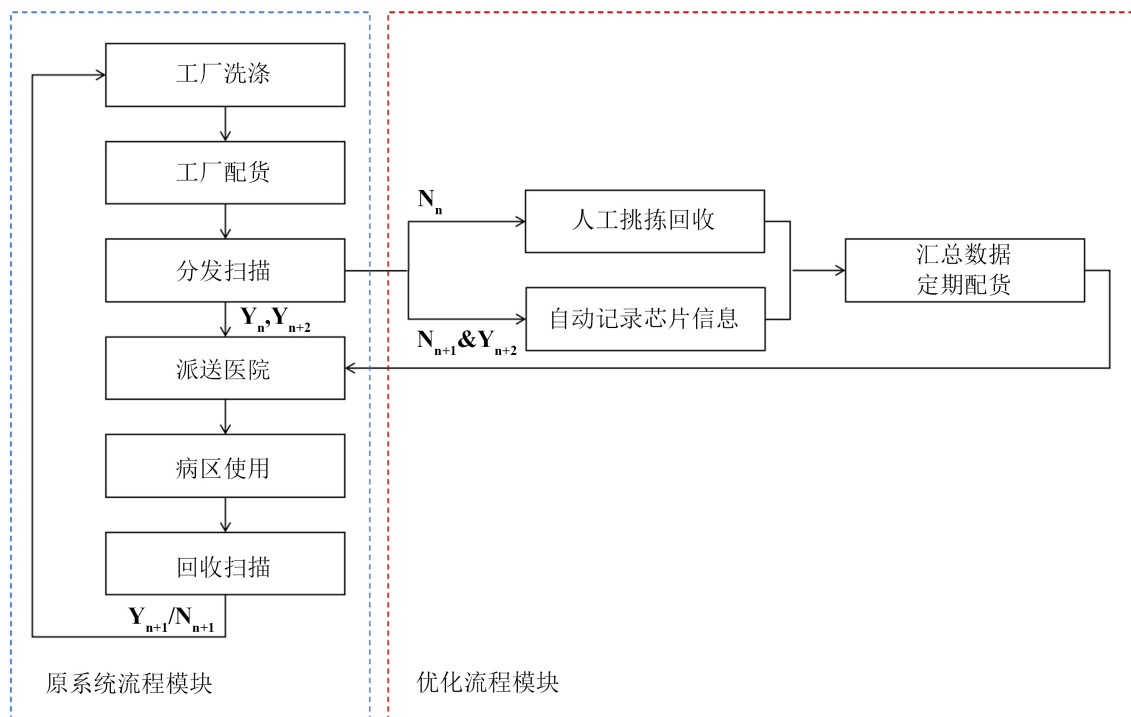 工厂洗涤
工厂配货
分发扫描
Yn,Yn+2
派送医院
病区使用
回收扫描
Yn+1/Nn+1
原系统流程模块
Nn
人工挑拣回收
自动记录芯片信息
Nn+1&Yn+2
汇总数据
定期配货
优化流程模块